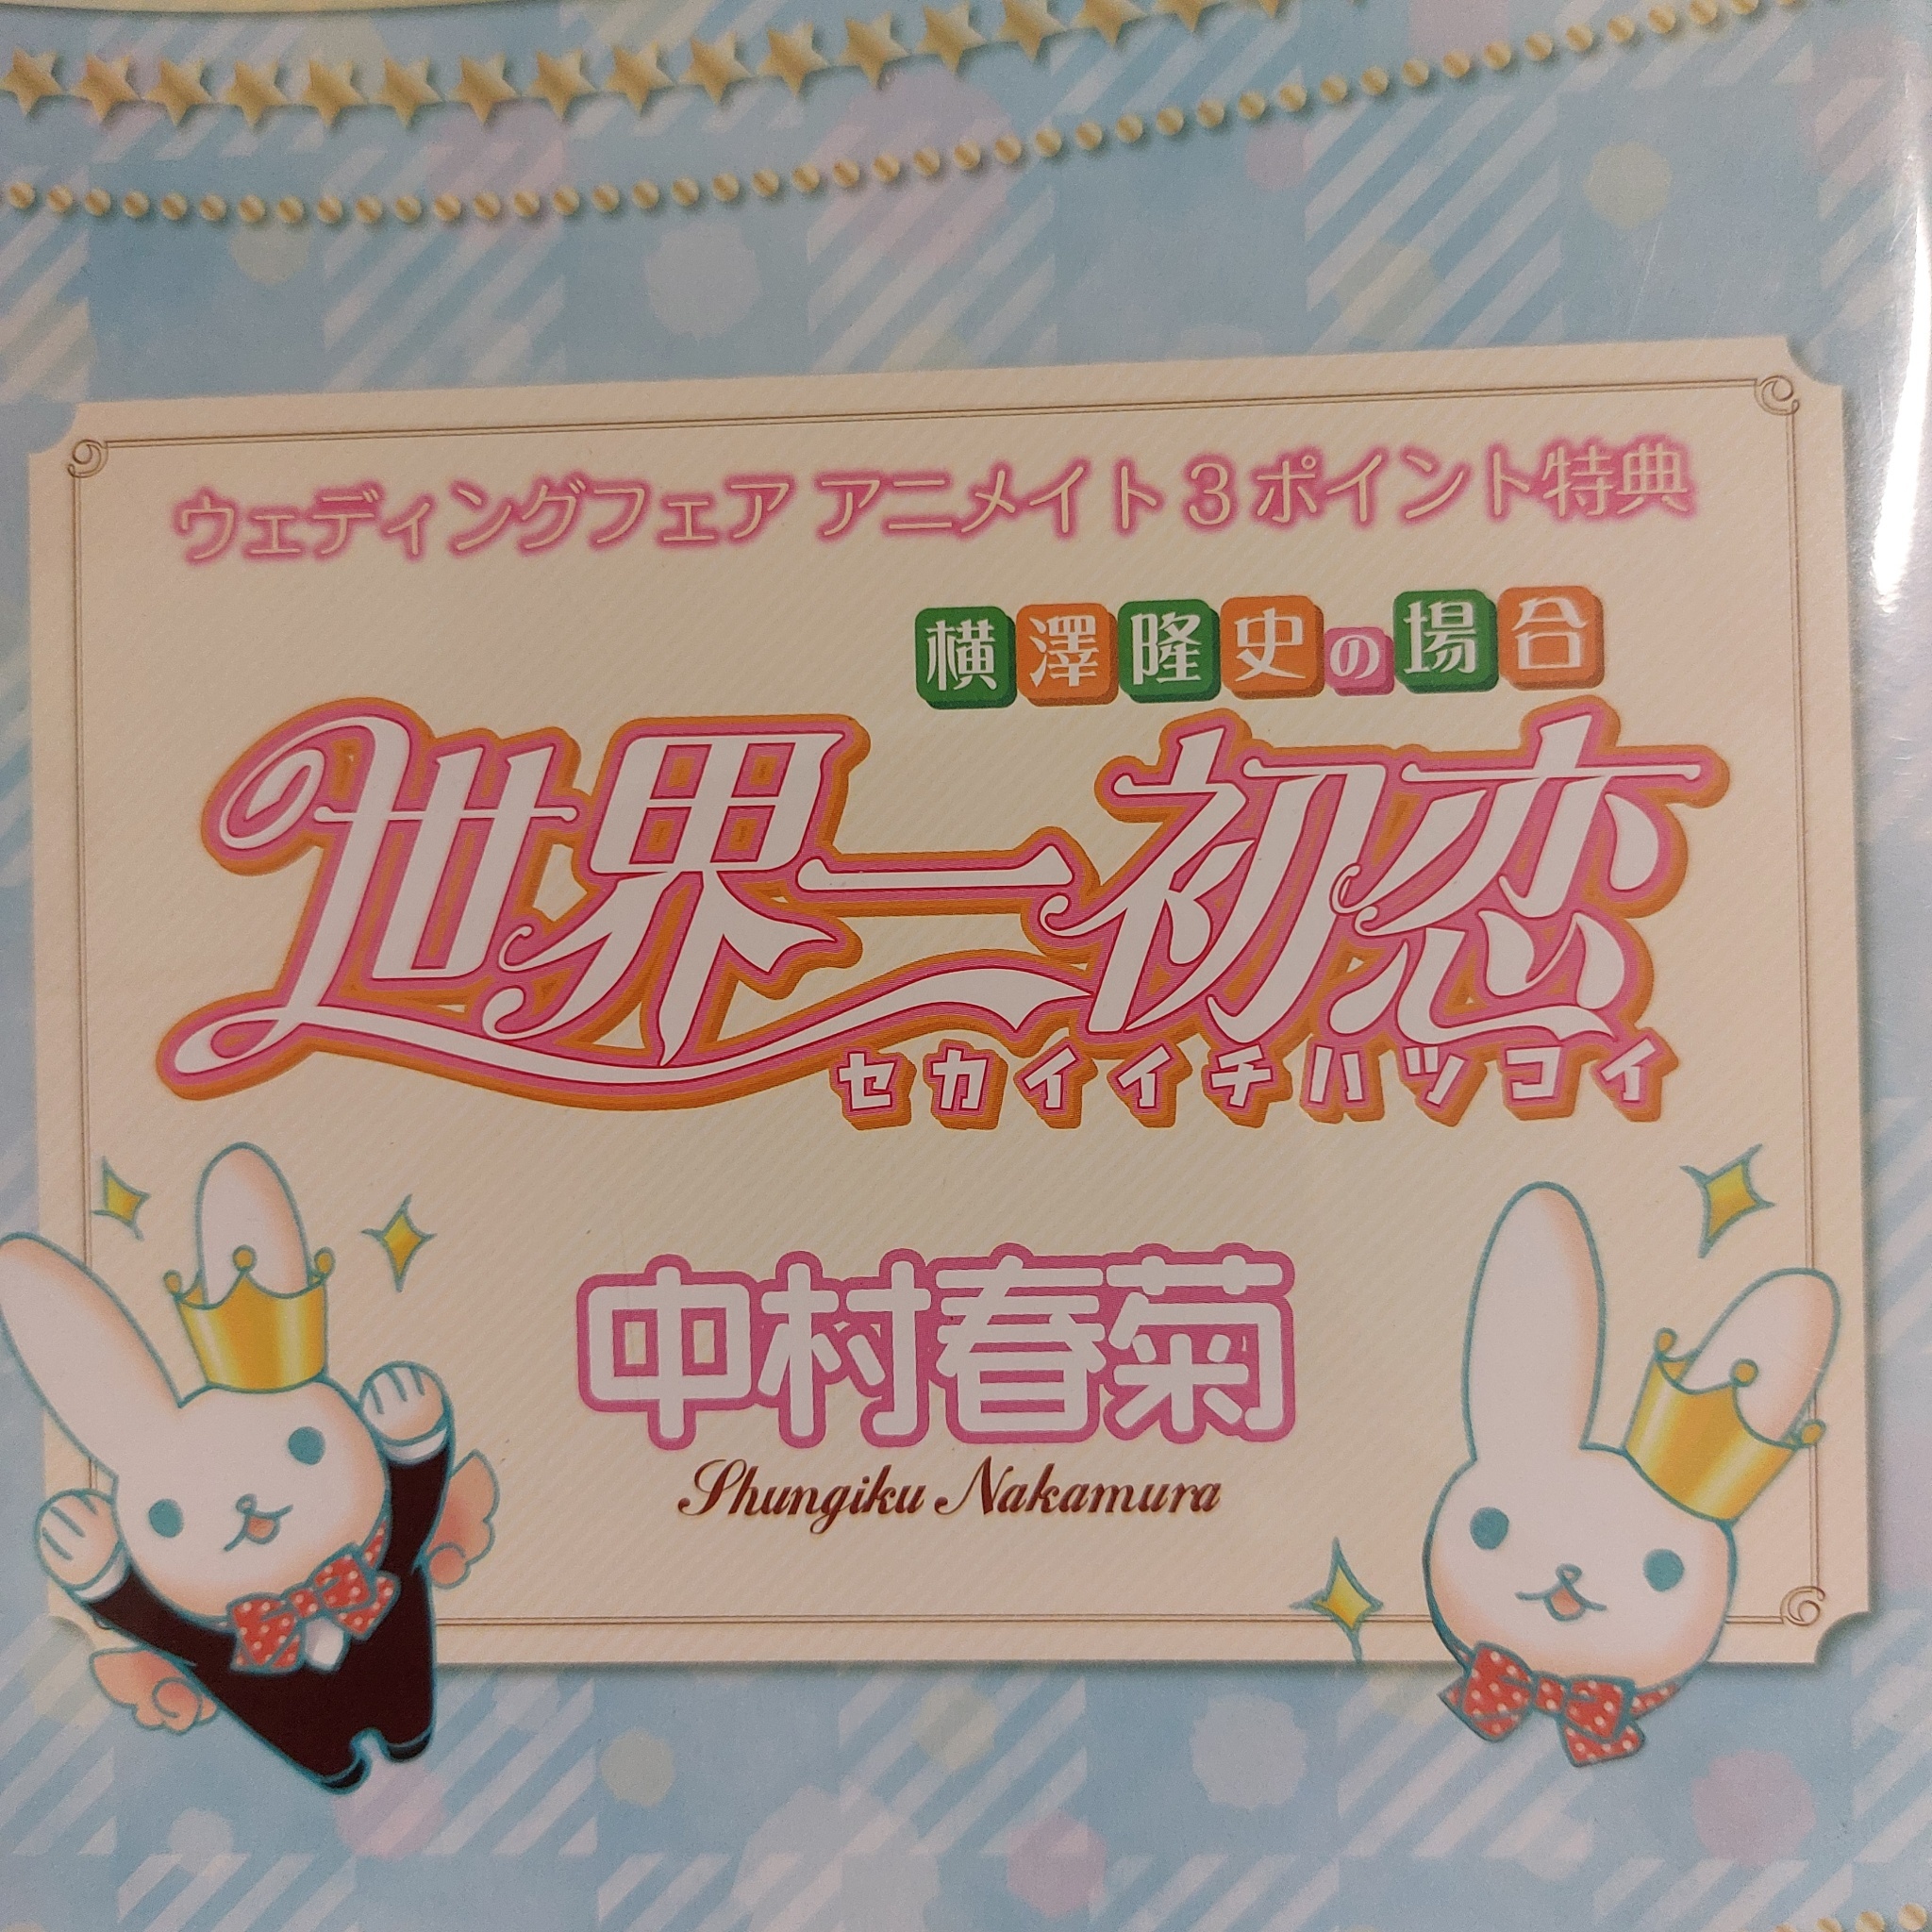 ウェディングフェア アニメイト3ポイント特典
横澤隆史の場合
世界一初恋
セカイイチハツコイ
中村春菊
Shungiku Nakamura